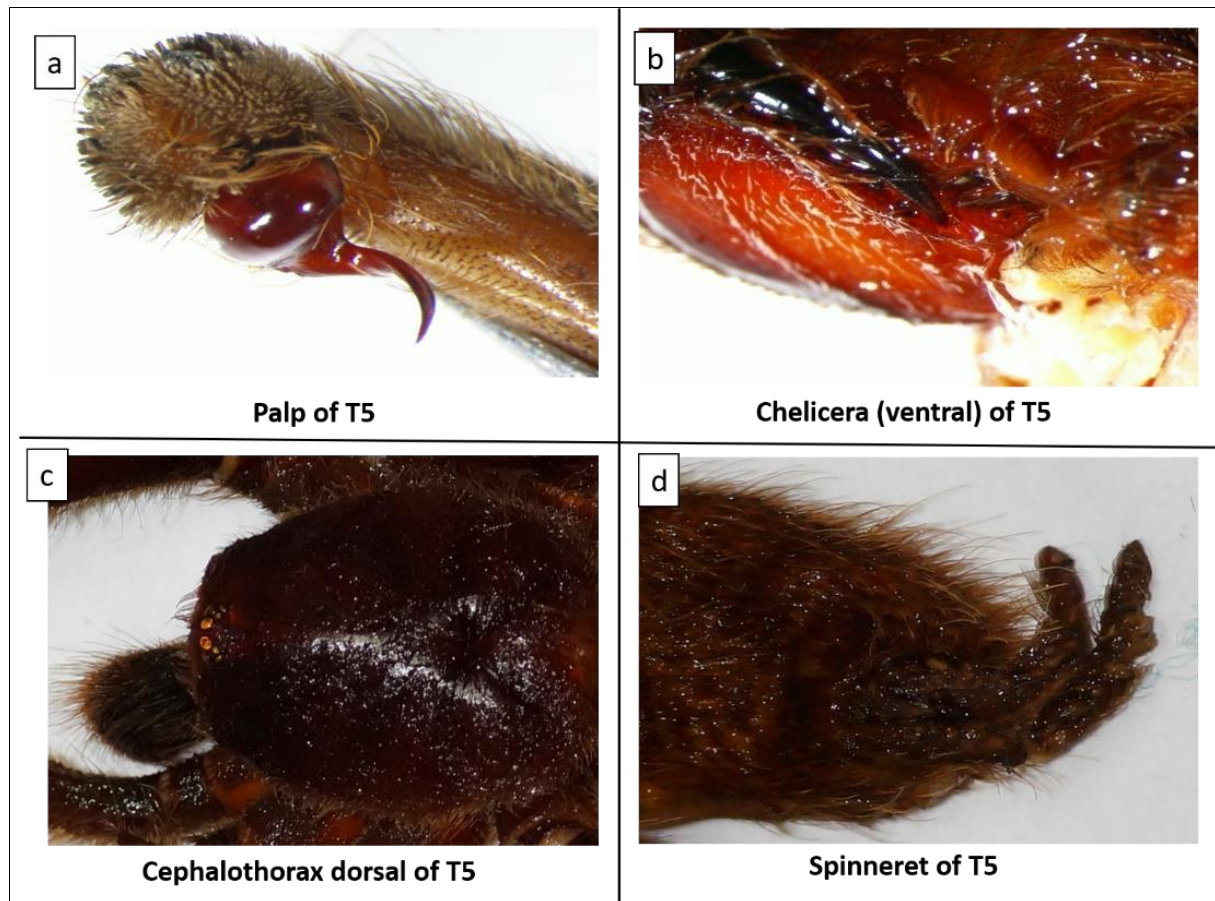 a
b
Palp of T5
Chelicera (ventral) of T5
c
d
Cephalothorax dorsal of T5
Spinneret of T5